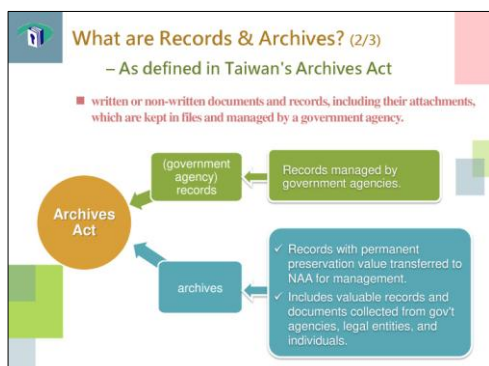 What are Records & Archives? (2/3)
– As defined in Taiwan's Archives Act
■ written or non-written documents and records, including their attachments,
which are kept in files and managed by a government agency.
(government
agency)
records
Records managed by
government agencies.
Archives
Act
archives
✓ Records with permanent
preservation value transferred to
NAA for management.
✓ Includes valuable records and
documents collected from gov't
agencies, legal entities, and
individuals.